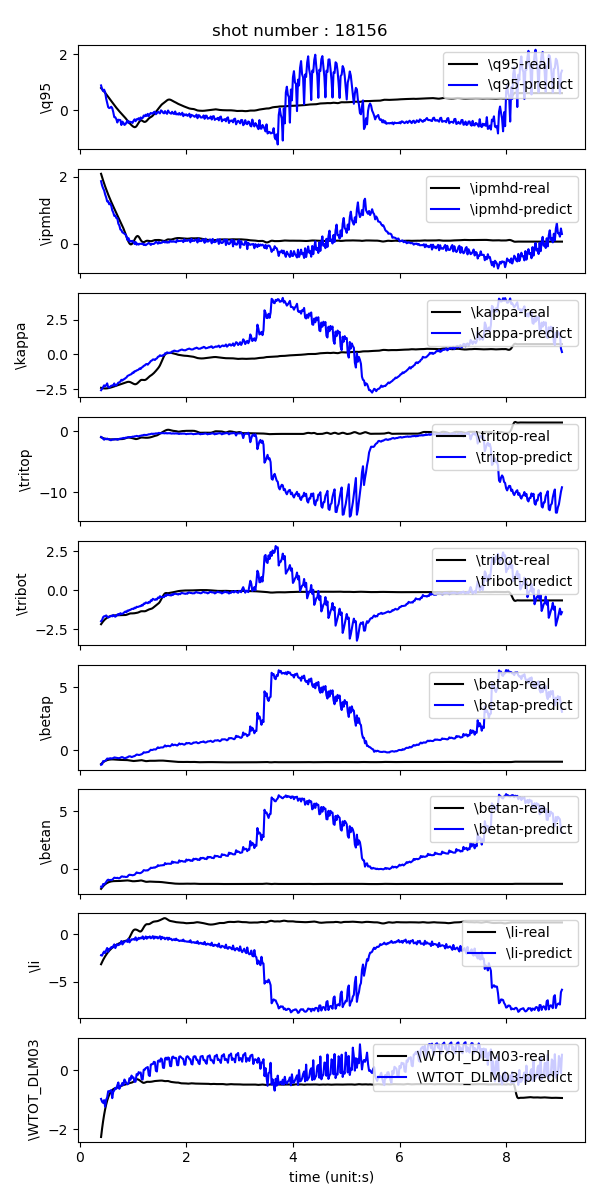 shot number : 18156
\q95
2
0
\q95-real
\q95-predict
\ipmhd
2
0
\ipmhd-real
\ipmhd-predict
\kappa
2.5
0.0
−2.5
\kappa-real
\kappa-predict
\tritop
0
−10
\tritop-real
\tritop-predict
\tribot
2.5
0.0
−2.5
\tribot-real
\tribot-predict
\betap
5
0
\betap-real
\betap-predict
\betan
5
0
\betan-real
\betan-predict
\li
0
−5
\li-real
\li-predict
\WTOT_DLM03
0
−2
\WTOT_DLM03-real
\WTOT_DLM03-predict
0 2 4 6 8
time (unit:s)